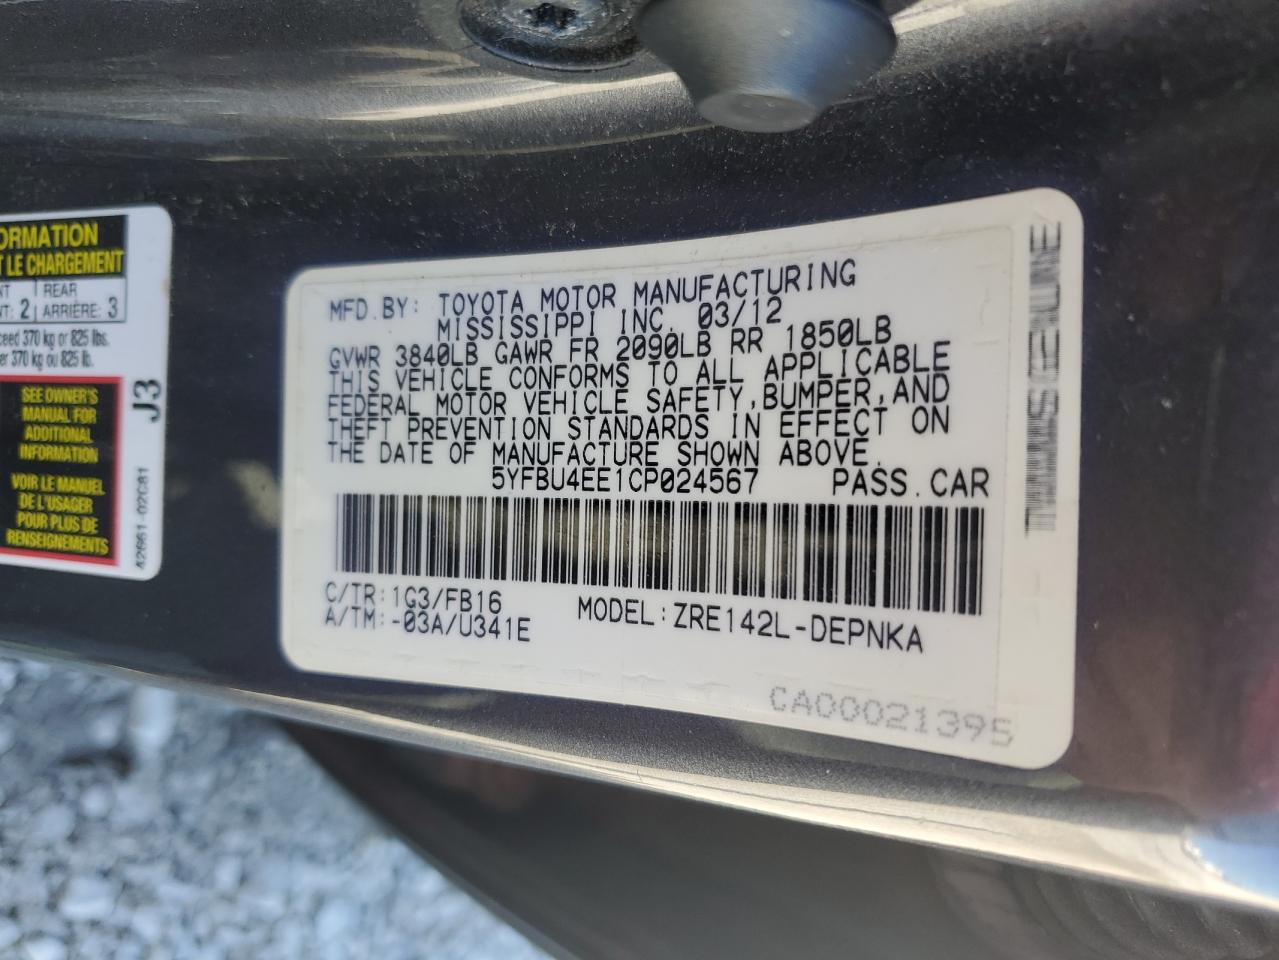 ORMATION
T LE CHARGEMENT
NT REAR
NT: 2 ARRIÈRE: 3
ceed 370 kg or 825 lbs.
er 370 kg ou 825 lb.
SEE OWNER'S
MANUAL FOR
ADDITIONAL
INFORMATION
VOIR LE MANUEL
DE L'USAGER
POUR PLUS DE
RENSEIGNEMENTS
J3
42661-02C81
MFD.BY: TOYOTA MOTOR MANUFACTURING
MISSISSIPPI INC. 03/12
GVWR 3840LB GAWR FR 2090LB RR 1850LB
THIS VEHICLE CONFORMS TO ALL APPLICABLE
FEDERAL MOTOR VEHICLE SAFETY,BUMPER,AND
THEFT PREVENTION STANDARDS IN EFFECT ON
THE DATE OF MANUFACTURE SHOWN ABOVE.
5YFBU4EE1CP024567 PASS.CAR
C/TR:1G3/FB16 MODEL:ZRE142L-DEPNKA
A/TM:-03A/U341E
CA00021395